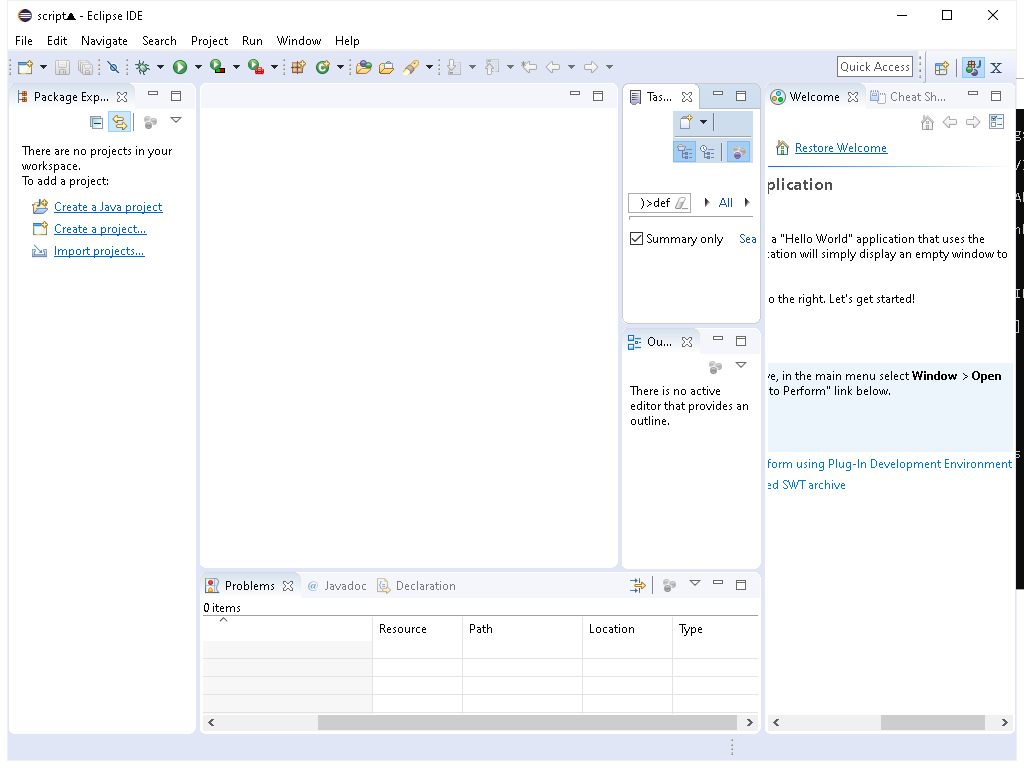 script▲ - Eclipse IDE
File Edit Navigate Search Project Run Window Help
Quick Access
Package Exp...
There are no projects in your
workspace.
To add a project:
Create a Java project
Create a project...
Import projects...
Tas...
)>def
All
Summary only
Sea
Ou...
There is no active
editor that provides an
outline.
Welcome
Cheat Sh...
Restore Welcome
plication
a "Hello World" application that uses the
ation will simply display an empty window to
o the right. Let's get started!
ve, in the main menu select Window > Open
to Perform" link below.
form using Plug-In Development Environment
ed SWT archive
Problems
@ Javadoc
Declaration
0 items
Resource Path Location Type